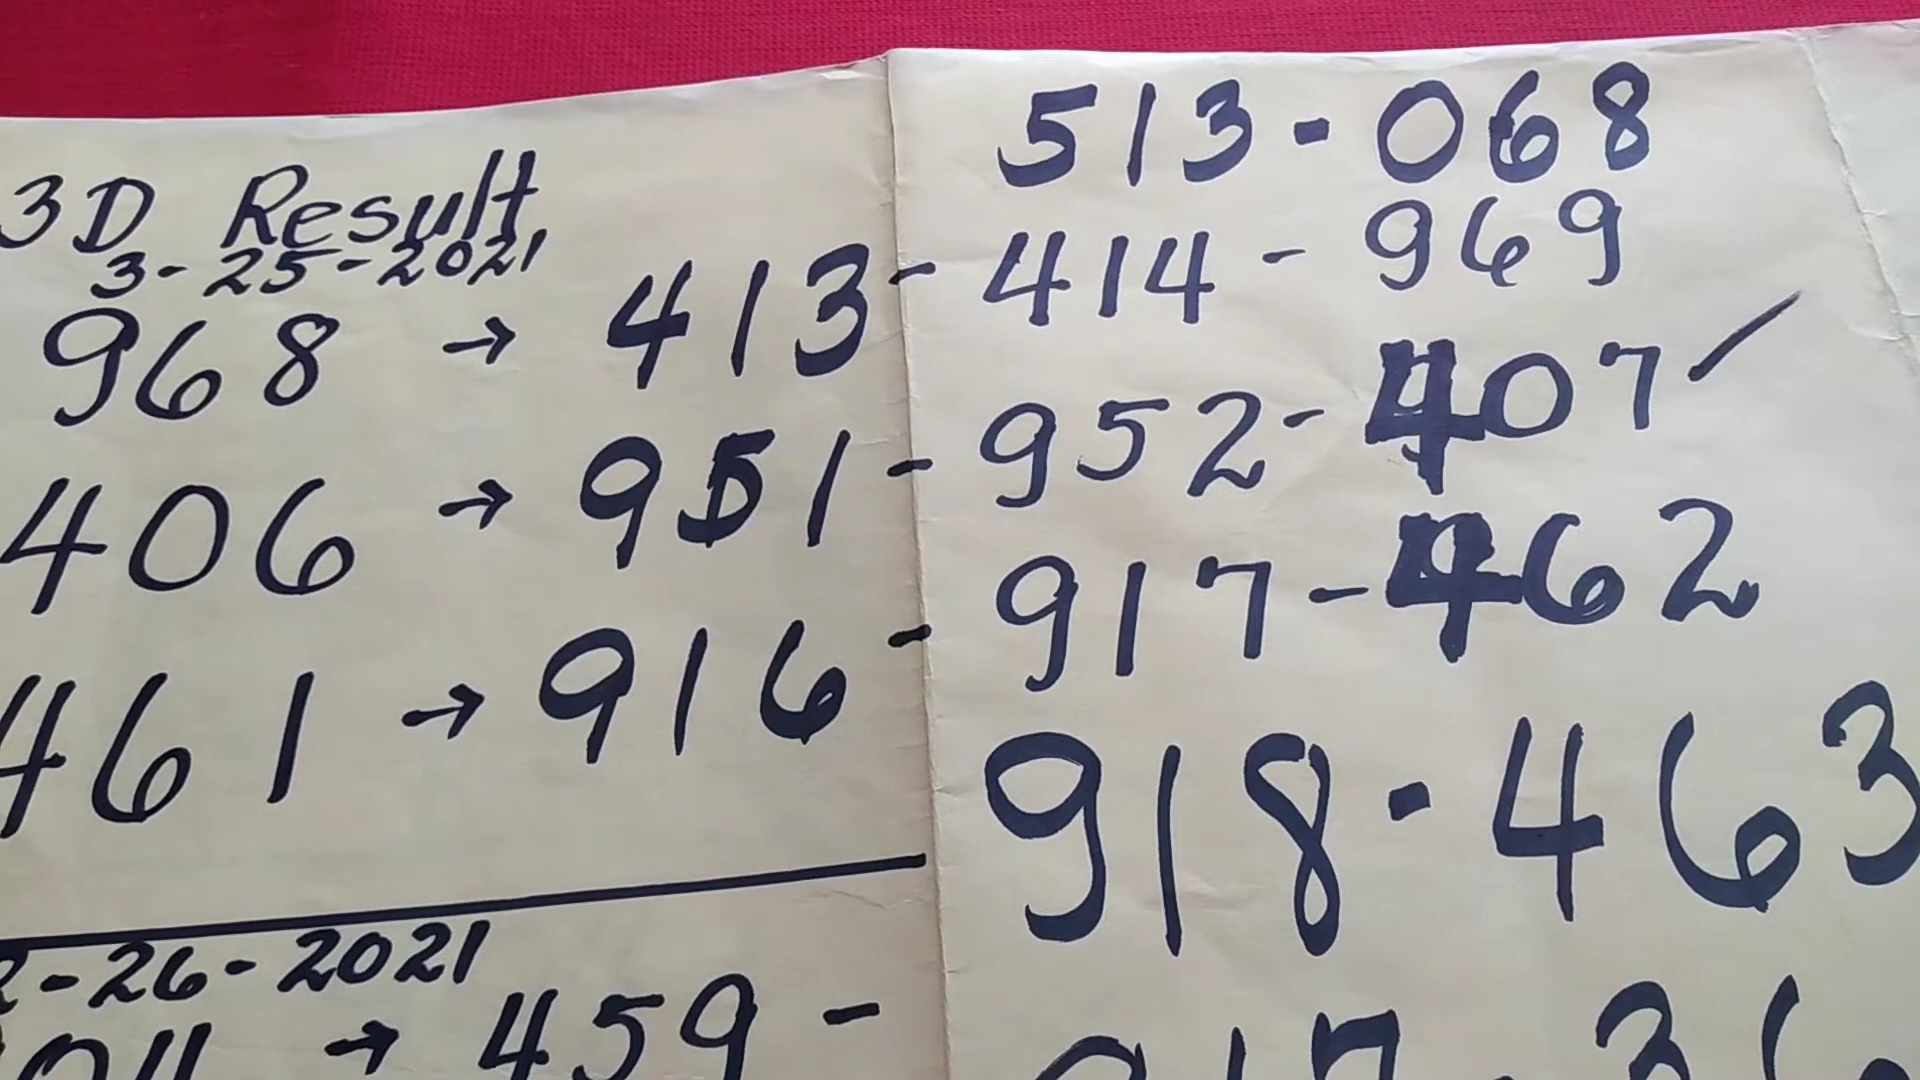 513-068
3D Result
3-25-2021
968 → 413-414-969
406 → 951-952-407
461 → 916-917-462
918-463
-26-2021
→ 459-